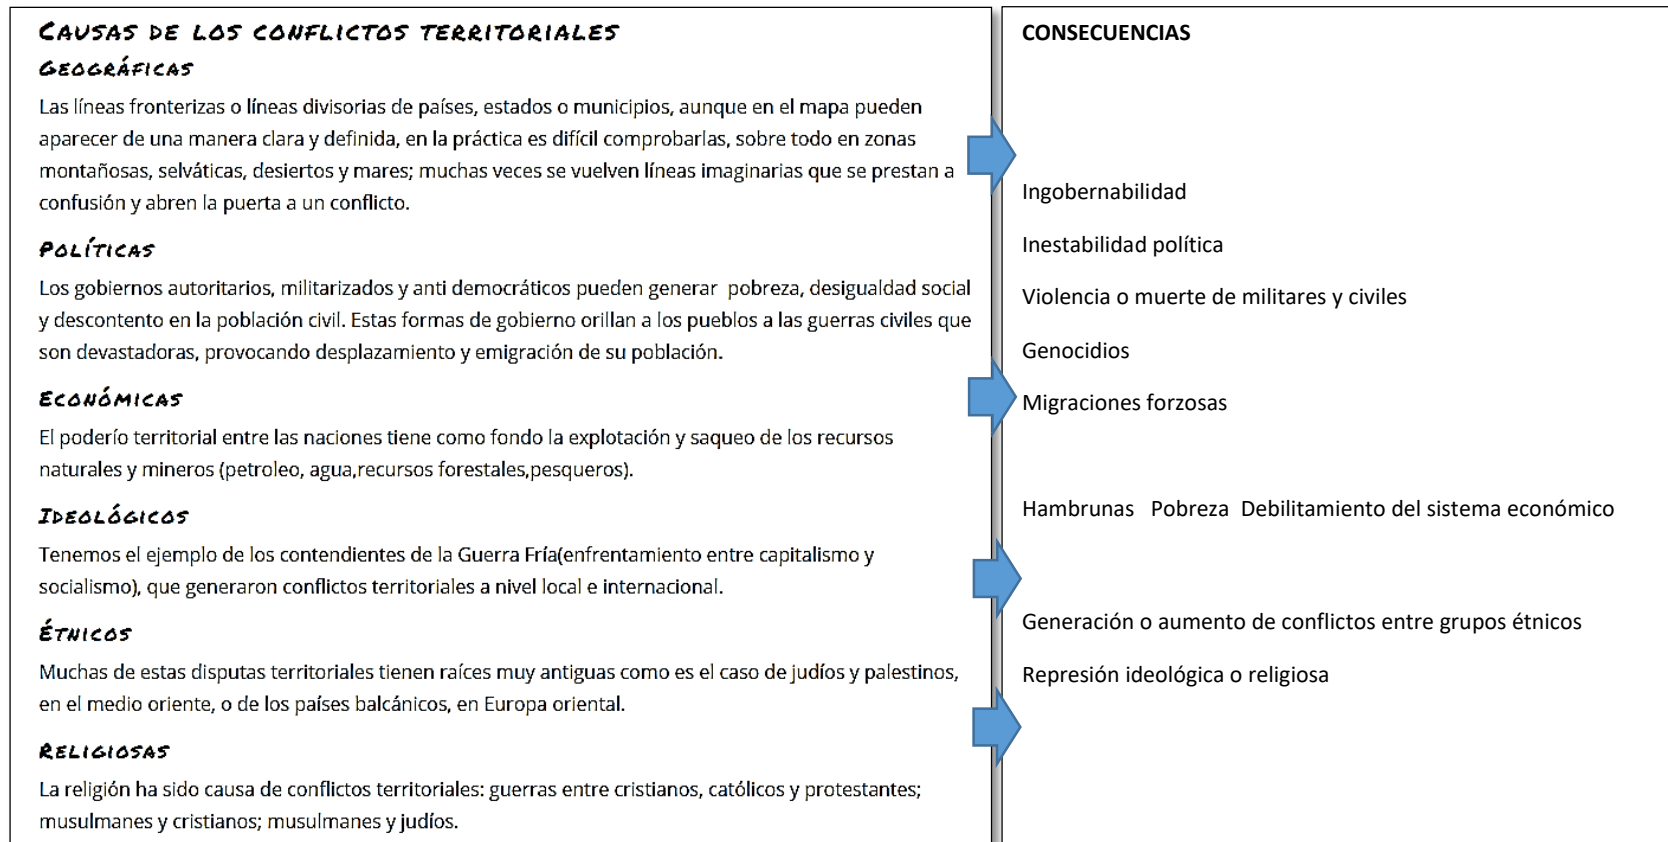 CAUSAS DE LOS CONFLICTOS TERRITORIALES
GEOGRÁFICAS
Las líneas fronterizas o líneas divisorias de países, estados o municipios, aunque en el mapa pueden
aparecer de una manera clara y definida, en la práctica es difícil comprobarlas, sobre todo en zonas
montañosas, selváticas, desiertos y mares; muchas veces se vuelven líneas imaginarias que se prestan a
confusión y abren la puerta a un conflicto.
POLÍTICAS
Los gobiernos autoritarios, militarizados y anti democráticos pueden generar pobreza, desigualdad social
y descontento en la población civil. Estas formas de gobierno orillan a los pueblos a las guerras civiles que
son devastadoras, provocando desplazamiento y emigración de su población.
ECONÓMICAS
El poderío territorial entre las naciones tiene como fondo la explotación y saqueo de los recursos
naturales y mineros (petroleo, agua,recursos forestales,pesqueros).
IDEOLÓGICOS
Tenemos el ejemplo de los contendientes de la Guerra Fría(enfrentamiento entre capitalismo y
socialismo), que generaron conflictos territoriales a nivel local e internacional.
ÉTNICOS
Muchas de estas disputas territoriales tienen raíces muy antiguas como es el caso de judíos y palestinos,
en el medio oriente, o de los países balcánicos, en Europa oriental.
RELIGIOSAS
La religión ha sido causa de conflictos territoriales: guerras entre cristianos, católicos y protestantes;
musulmanes y cristianos; musulmanes y judíos.
CONSECUENCIAS
Ingobernabilidad
Inestabilidad política
Violencia o muerte de militares y civiles
Genocidios
Migraciones forzosas
Hambrunas Pobreza Debilitamiento del sistema económico
Generación o aumento de conflictos entre grupos étnicos
Represión ideológica o religiosa